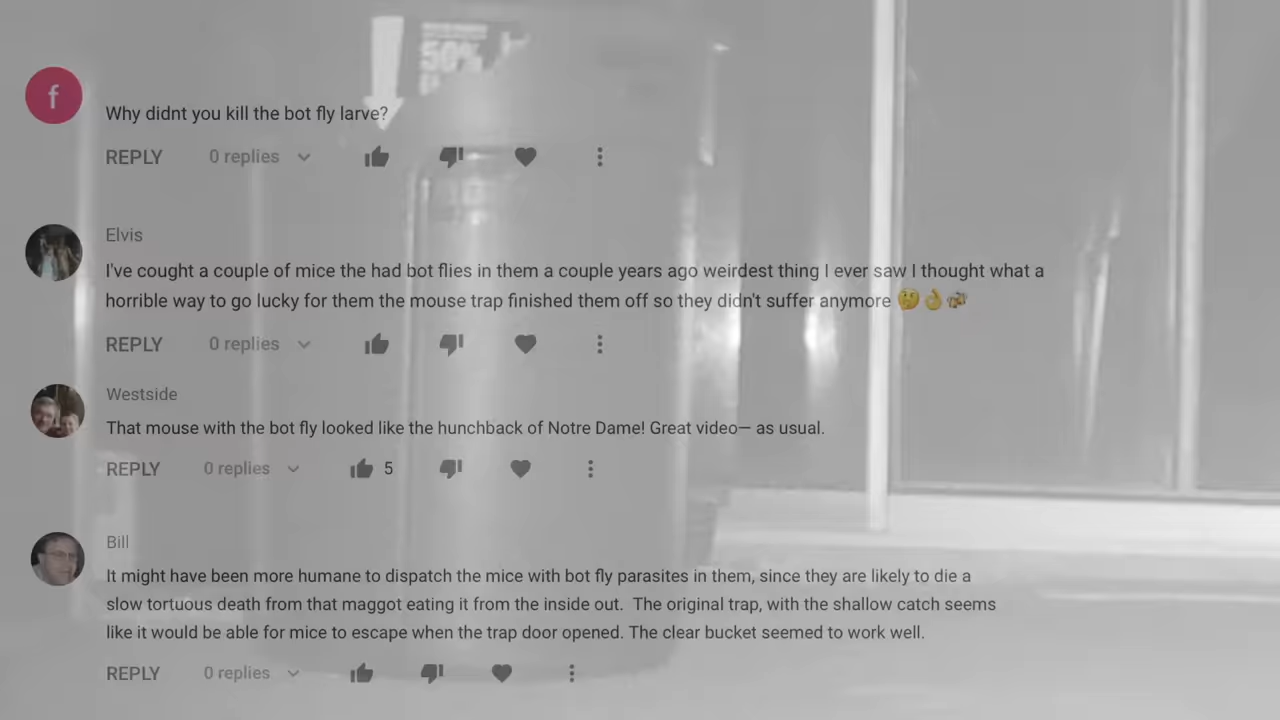 50%
f
Why didnt you kill the bot fly larve?
REPLY 0 replies
Elvis
I've cought a couple of mice the had bot flies in them a couple years ago weirdest thing I ever saw I thought what a
horrible way to go lucky for them the mouse trap finished them off so they didn't suffer anymore 🤔👌🐝
REPLY 0 replies
Westside
That mouse with the bot fly looked like the hunchback of Notre Dame! Great video— as usual.
REPLY 0 replies 5
Bill
It might have been more humane to dispatch the mice with bot fly parasites in them, since they are likely to die a
slow tortuous death from that maggot eating it from the inside out. The original trap, with the shallow catch seems
like it would be able for mice to escape when the trap door opened. The clear bucket seemed to work well.
REPLY 0 replies